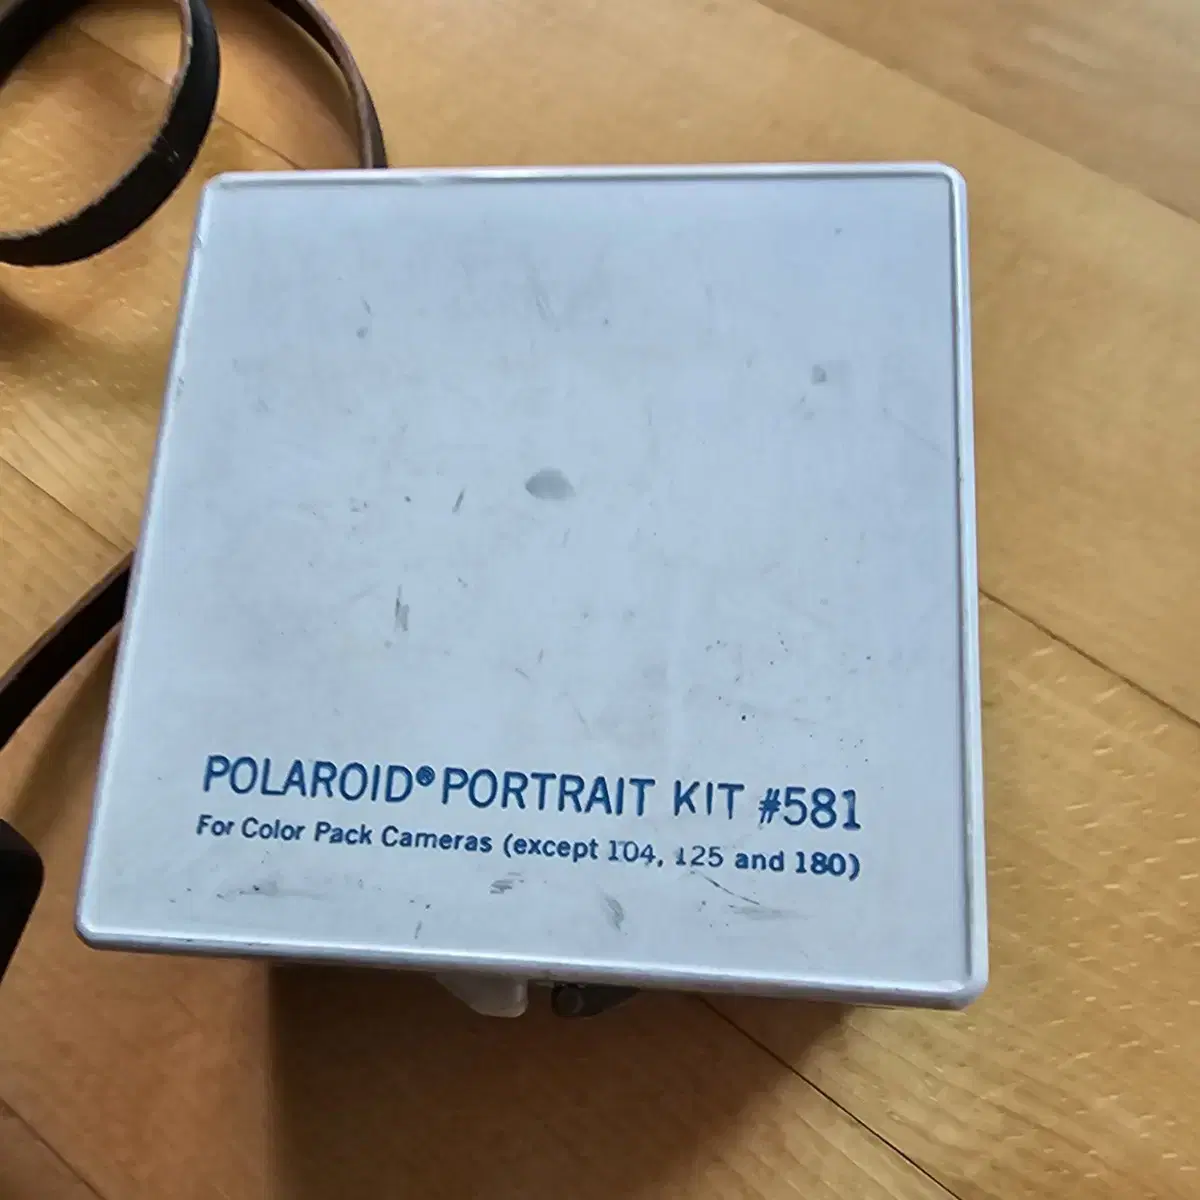 POLAROID® PORTRAIT KIT #581
For Color Pack Cameras (except 104, 125 and 180)